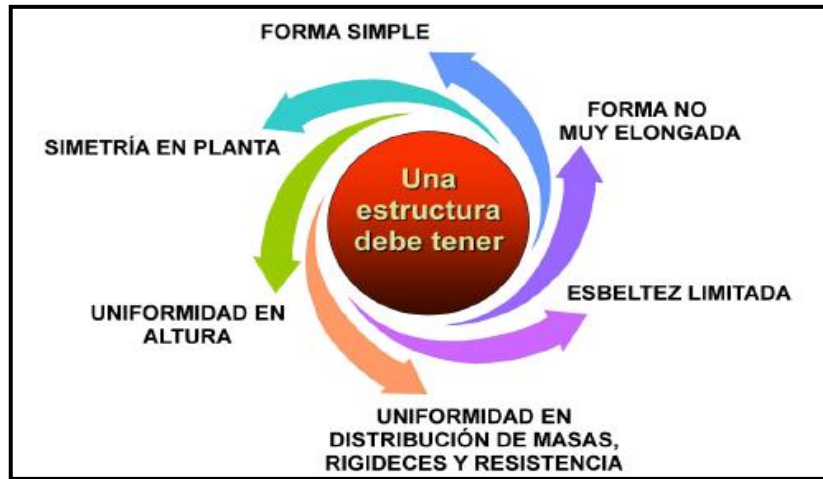 FORMA SIMPLE
FORMA NO
MUY ELONGADA
SIMETRÍA EN PLANTA
Una
estructura
debe tener
ESBELTEZ LIMITADA
UNIFORMIDAD EN
ALTURA
UNIFORMIDAD EN
DISTRIBUCIÓN DE MASAS,
RIGIDECES Y RESISTENCIA